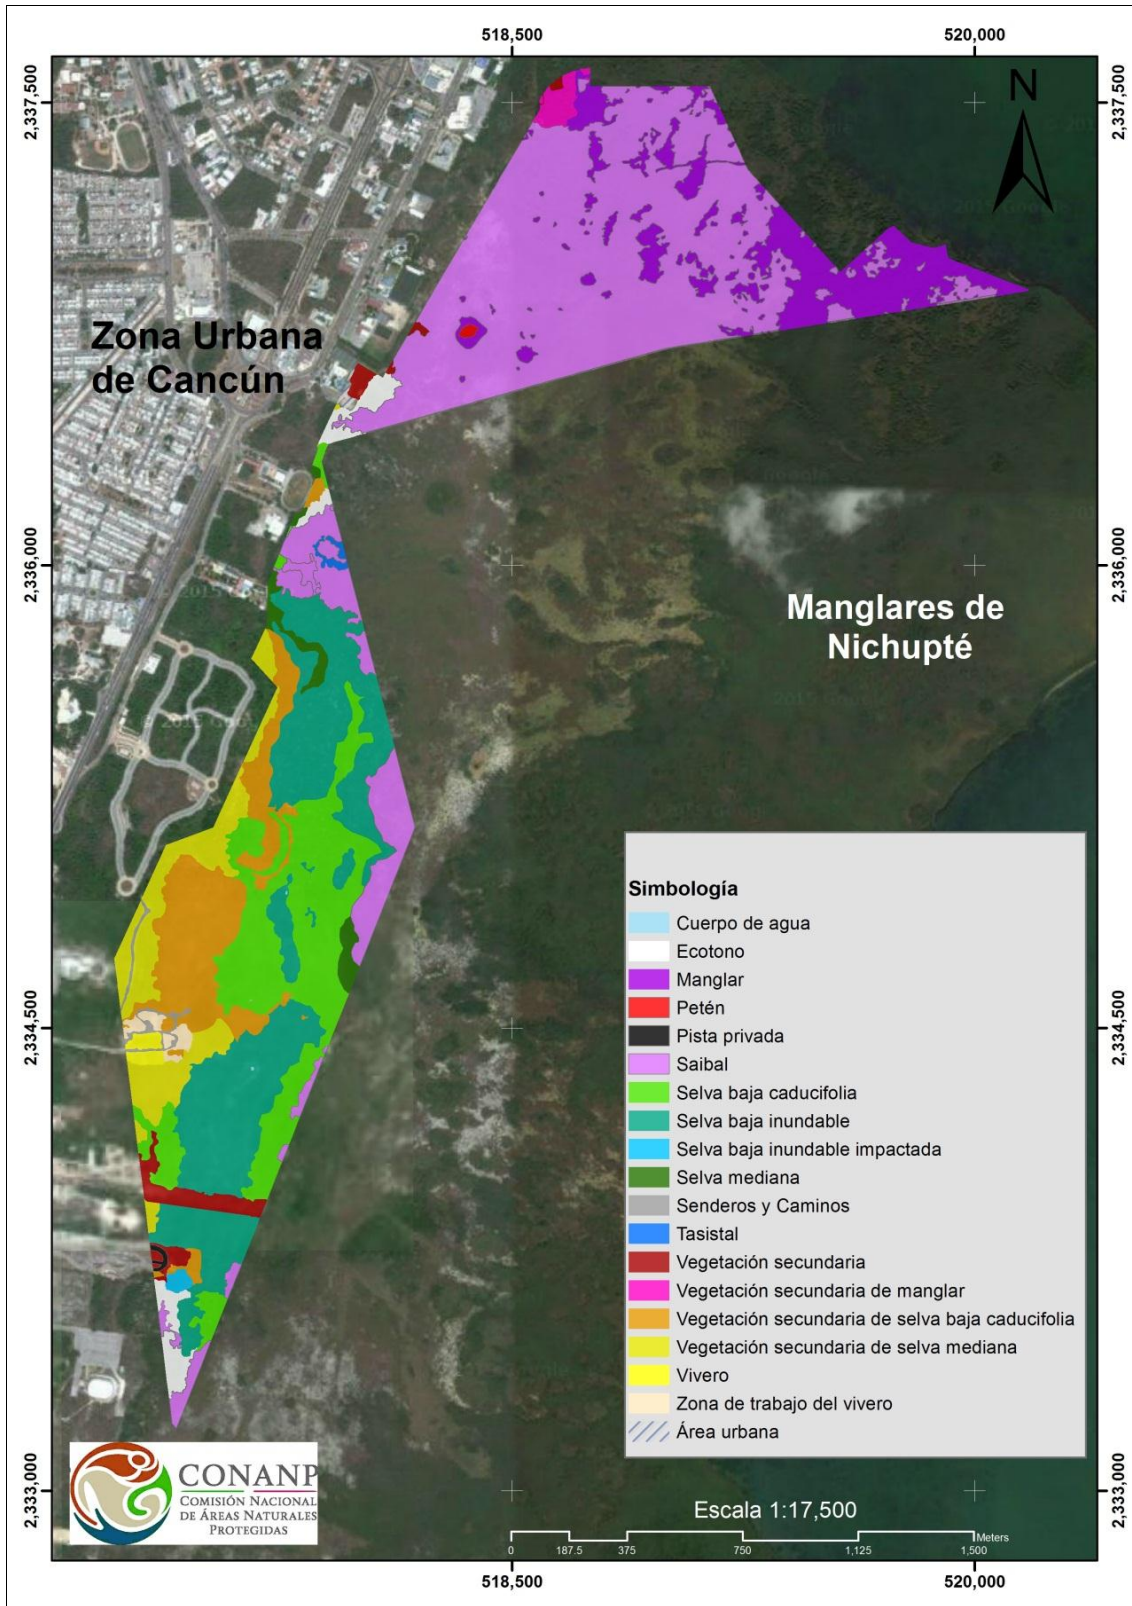 518,500
520,000
2,337,500
2,337,500
N
Zona Urbana
de Cancún
2,336,000
2,336,000
Manglares de
Nichupté
Simbología
Cuerpo de agua
Ecotono
Manglar
Petén
Pista privada
Saibal
Selva baja caducifolia
Selva baja inundable
Selva baja inundable impactada
Selva mediana
Senderos y Caminos
Tasistal
Vegetación secundaria
Vegetación secundaria de manglar
Vegetación secundaria de selva baja caducifolia
Vegetación secundaria de selva mediana
Vivero
Zona de trabajo del vivero
Área urbana
2,334,500
2,334,500
CONANP
COMISIÓN NACIONAL
DE ÁREAS NATURALES
PROTEGIDAS
2,333,000
2,333,000
Escala 1:17,500
Meters
0 187.5 375 750 1,125 1,500
518,500
520,000